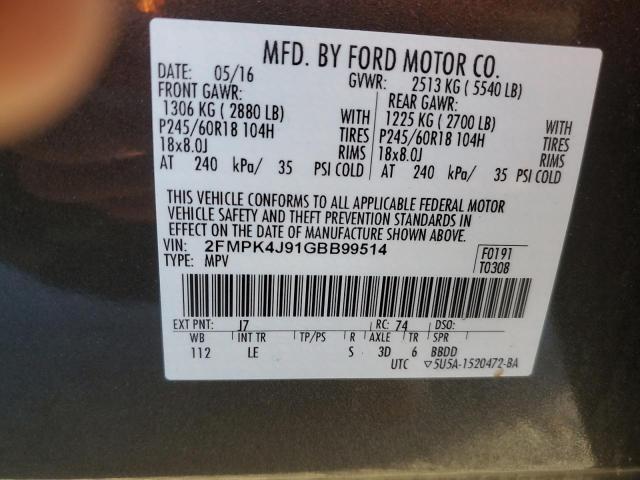 MFD. BY FORD MOTOR CO.
DATE: 05/16 GVWR: 2513 KG ( 5540 LB)
FRONT GAWR: REAR GAWR:
1306 KG ( 2880 LB) WITH 1225 KG ( 2700 LB) WITH
P245/60R18 104H TIRES P245/60R18 104H TIRES
18x8.0J RIMS 18x8.0J RIMS
AT 240 kPa/ 35 PSI COLD AT 240 kPa/ 35 PSI COLD
THIS VEHICLE CONFORMS TO ALL APPLICABLE FEDERAL MOTOR
VEHICLE SAFETY AND THEFT PREVENTION STANDARDS IN
EFFECT ON THE DATE OF MANUFACTURE SHOWN ABOVE.
VIN: 2FMPK4J91GBB99514 F0191
TYPE: MPV T0308
EXT PNT: J7 RC: 74 DSO:
WB INT TR TP/PS R AXLE TR SPR
112 LE S 3D 6 BBDD
UTC ▽5U5A-1520472-BA